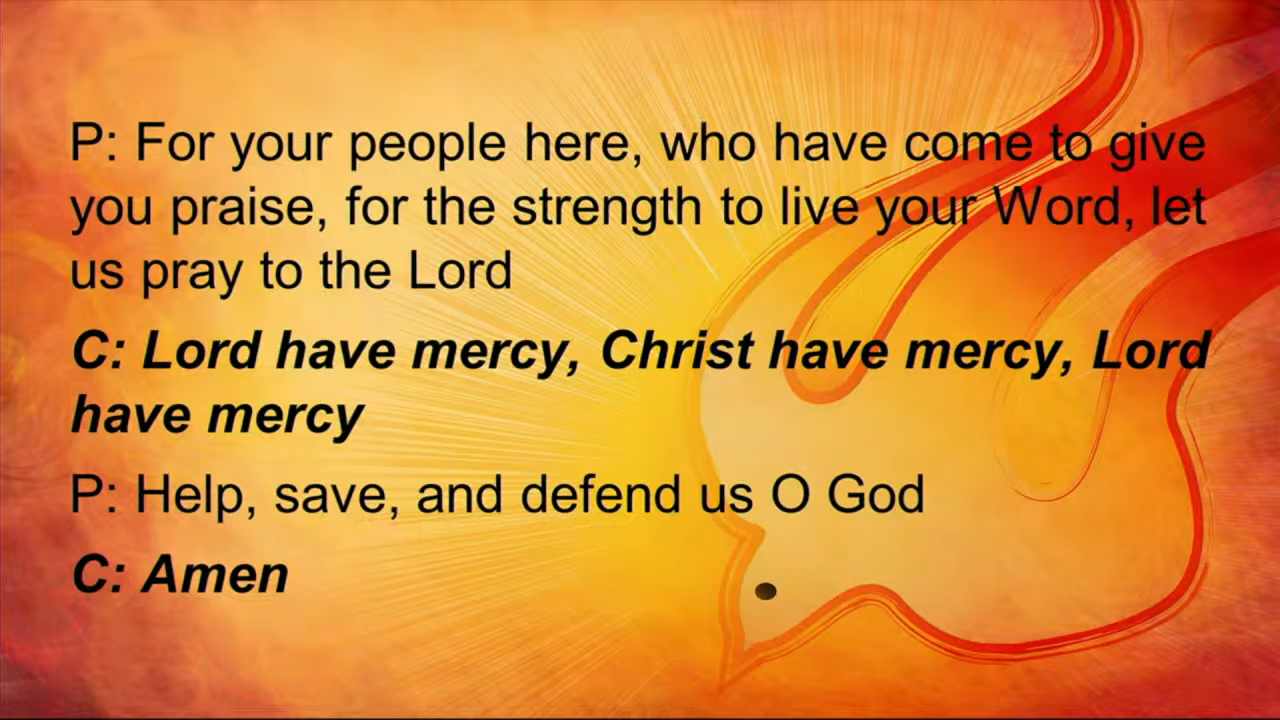 P: For your people here, who have come to give
you praise, for the strength to live your Word, let
us pray to the Lord
C: Lord have mercy, Christ have mercy, Lord
have mercy
P: Help, save, and defend us O God
C: Amen